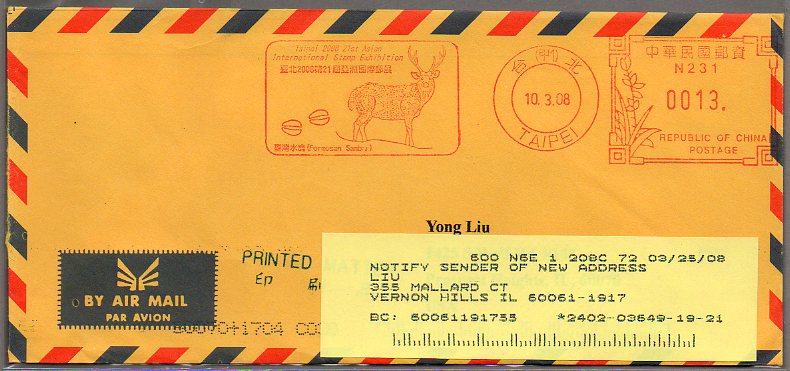 Taipei 2008 21st Asian
International Stamp Exhibition
臺北2008第21屆亞洲國際郵展
臺灣水鹿(Formosan Sambar)
台 (甲1) 北
10. 3.08
TAIPEI
中華民國郵資
N231
0013.
REPUBLIC OF CHINA
POSTAGE
Yong Liu
PRINTED
BY AIR MAIL
PAR AVION
600 N6E 1 208C 72 03/25/08
NOTIFY SENDER OF NEW ADDRESS
LIU
355 MALLARD CT
VERNON HILLS IL 60061-1917
BC: 60061191755 *2402-03649-19-21